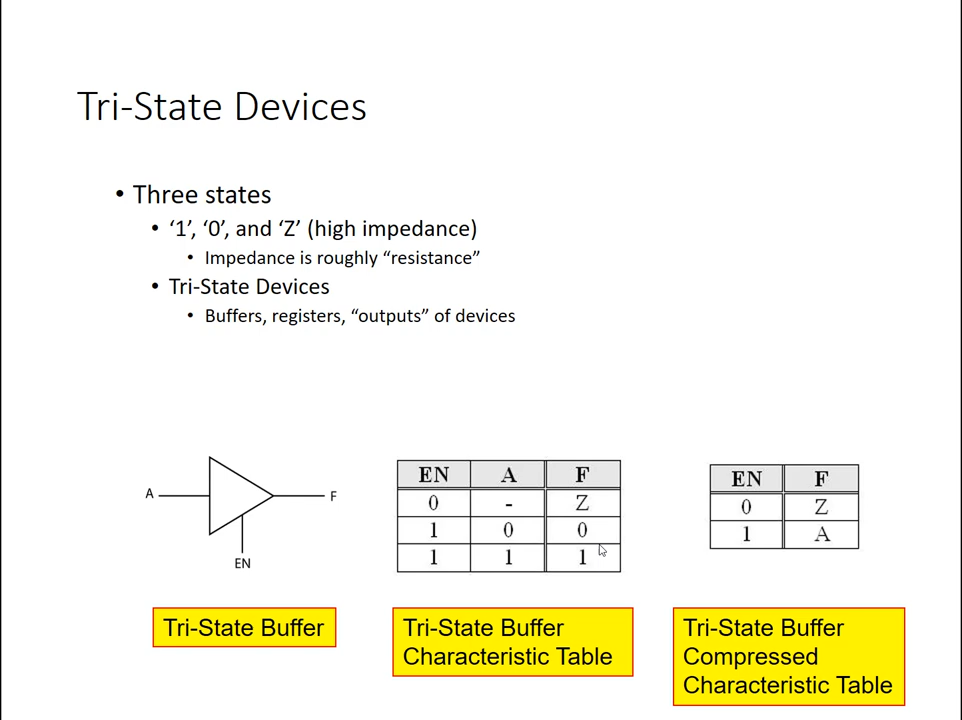 Tri-State Devices
• Three states
• ‘1’, ‘0’, and ‘Z’ (high impedance)
• Impedance is roughly “resistance”
• Tri-State Devices
• Buffers, registers, “outputs” of devices
A
F
EN
EN A F
0 - Z
1 0 0
1 1 1
EN F
0 Z
1 A
Tri-State Buffer
Tri-State Buffer
Characteristic Table
Tri-State Buffer
Compressed
Characteristic Table